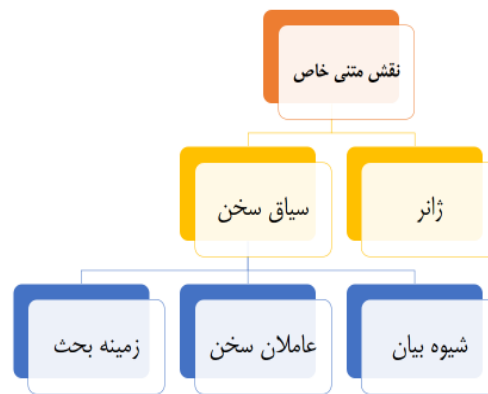 نقش متنی خاص
ژانر
سیاق سخن
شیوه بیان
عاملان سخن
زمینه بحث